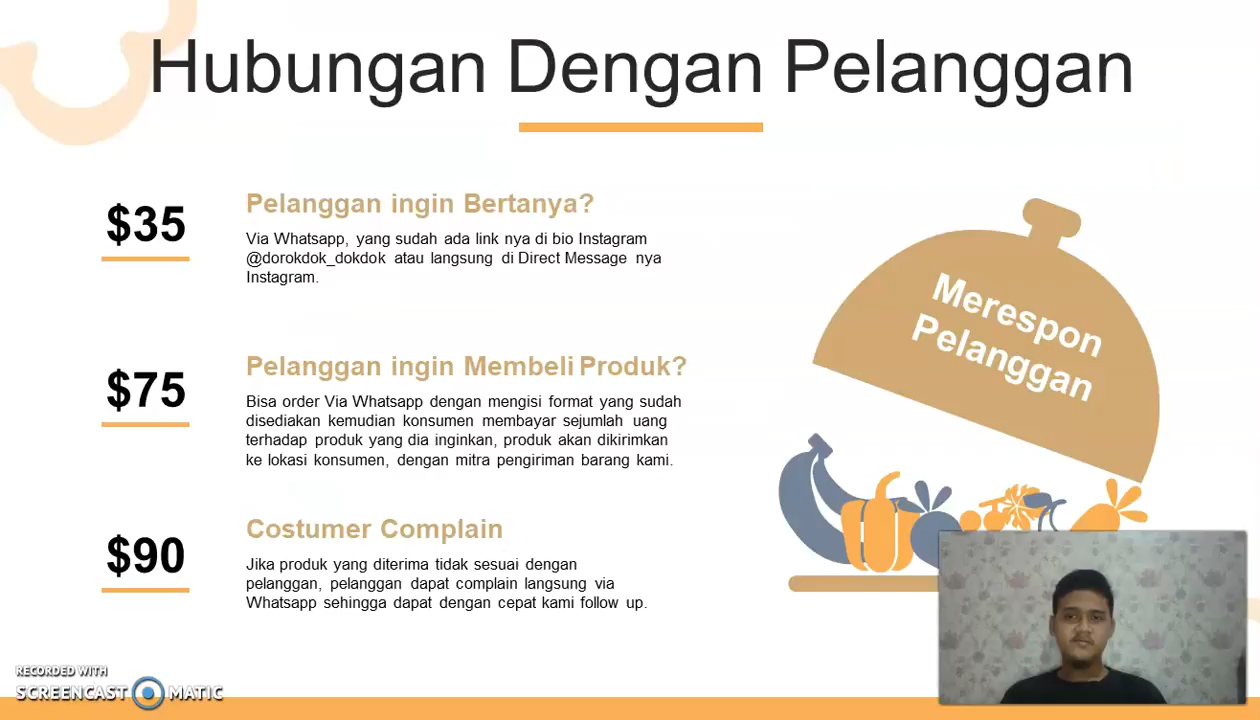 Hubungan Dengan Pelanggan
$35
Pelanggan ingin Bertanya?
Via Whatsapp, yang sudah ada link nya di bio Instagram
@dorokdok_dokdok atau langsung di Direct Message nya
Instagram.
$75
Pelanggan ingin Membeli Produk?
Bisa order Via Whatsapp dengan mengisi format yang sudah
disediakan kemudian konsumen membayar sejumlah uang
terhadap produk yang dia inginkan, produk akan dikirimkan
ke lokasi konsumen, dengan mitra pengiriman barang kami.
$90
Costumer Complain
Jika produk yang diterima tidak sesuai dengan
pelanggan, pelanggan dapat complain langsung via
Whatsapp sehingga dapat dengan cepat kami follow up.
Merespon
Pelanggan
RECORDED WITH
SCREENCAST MATIC